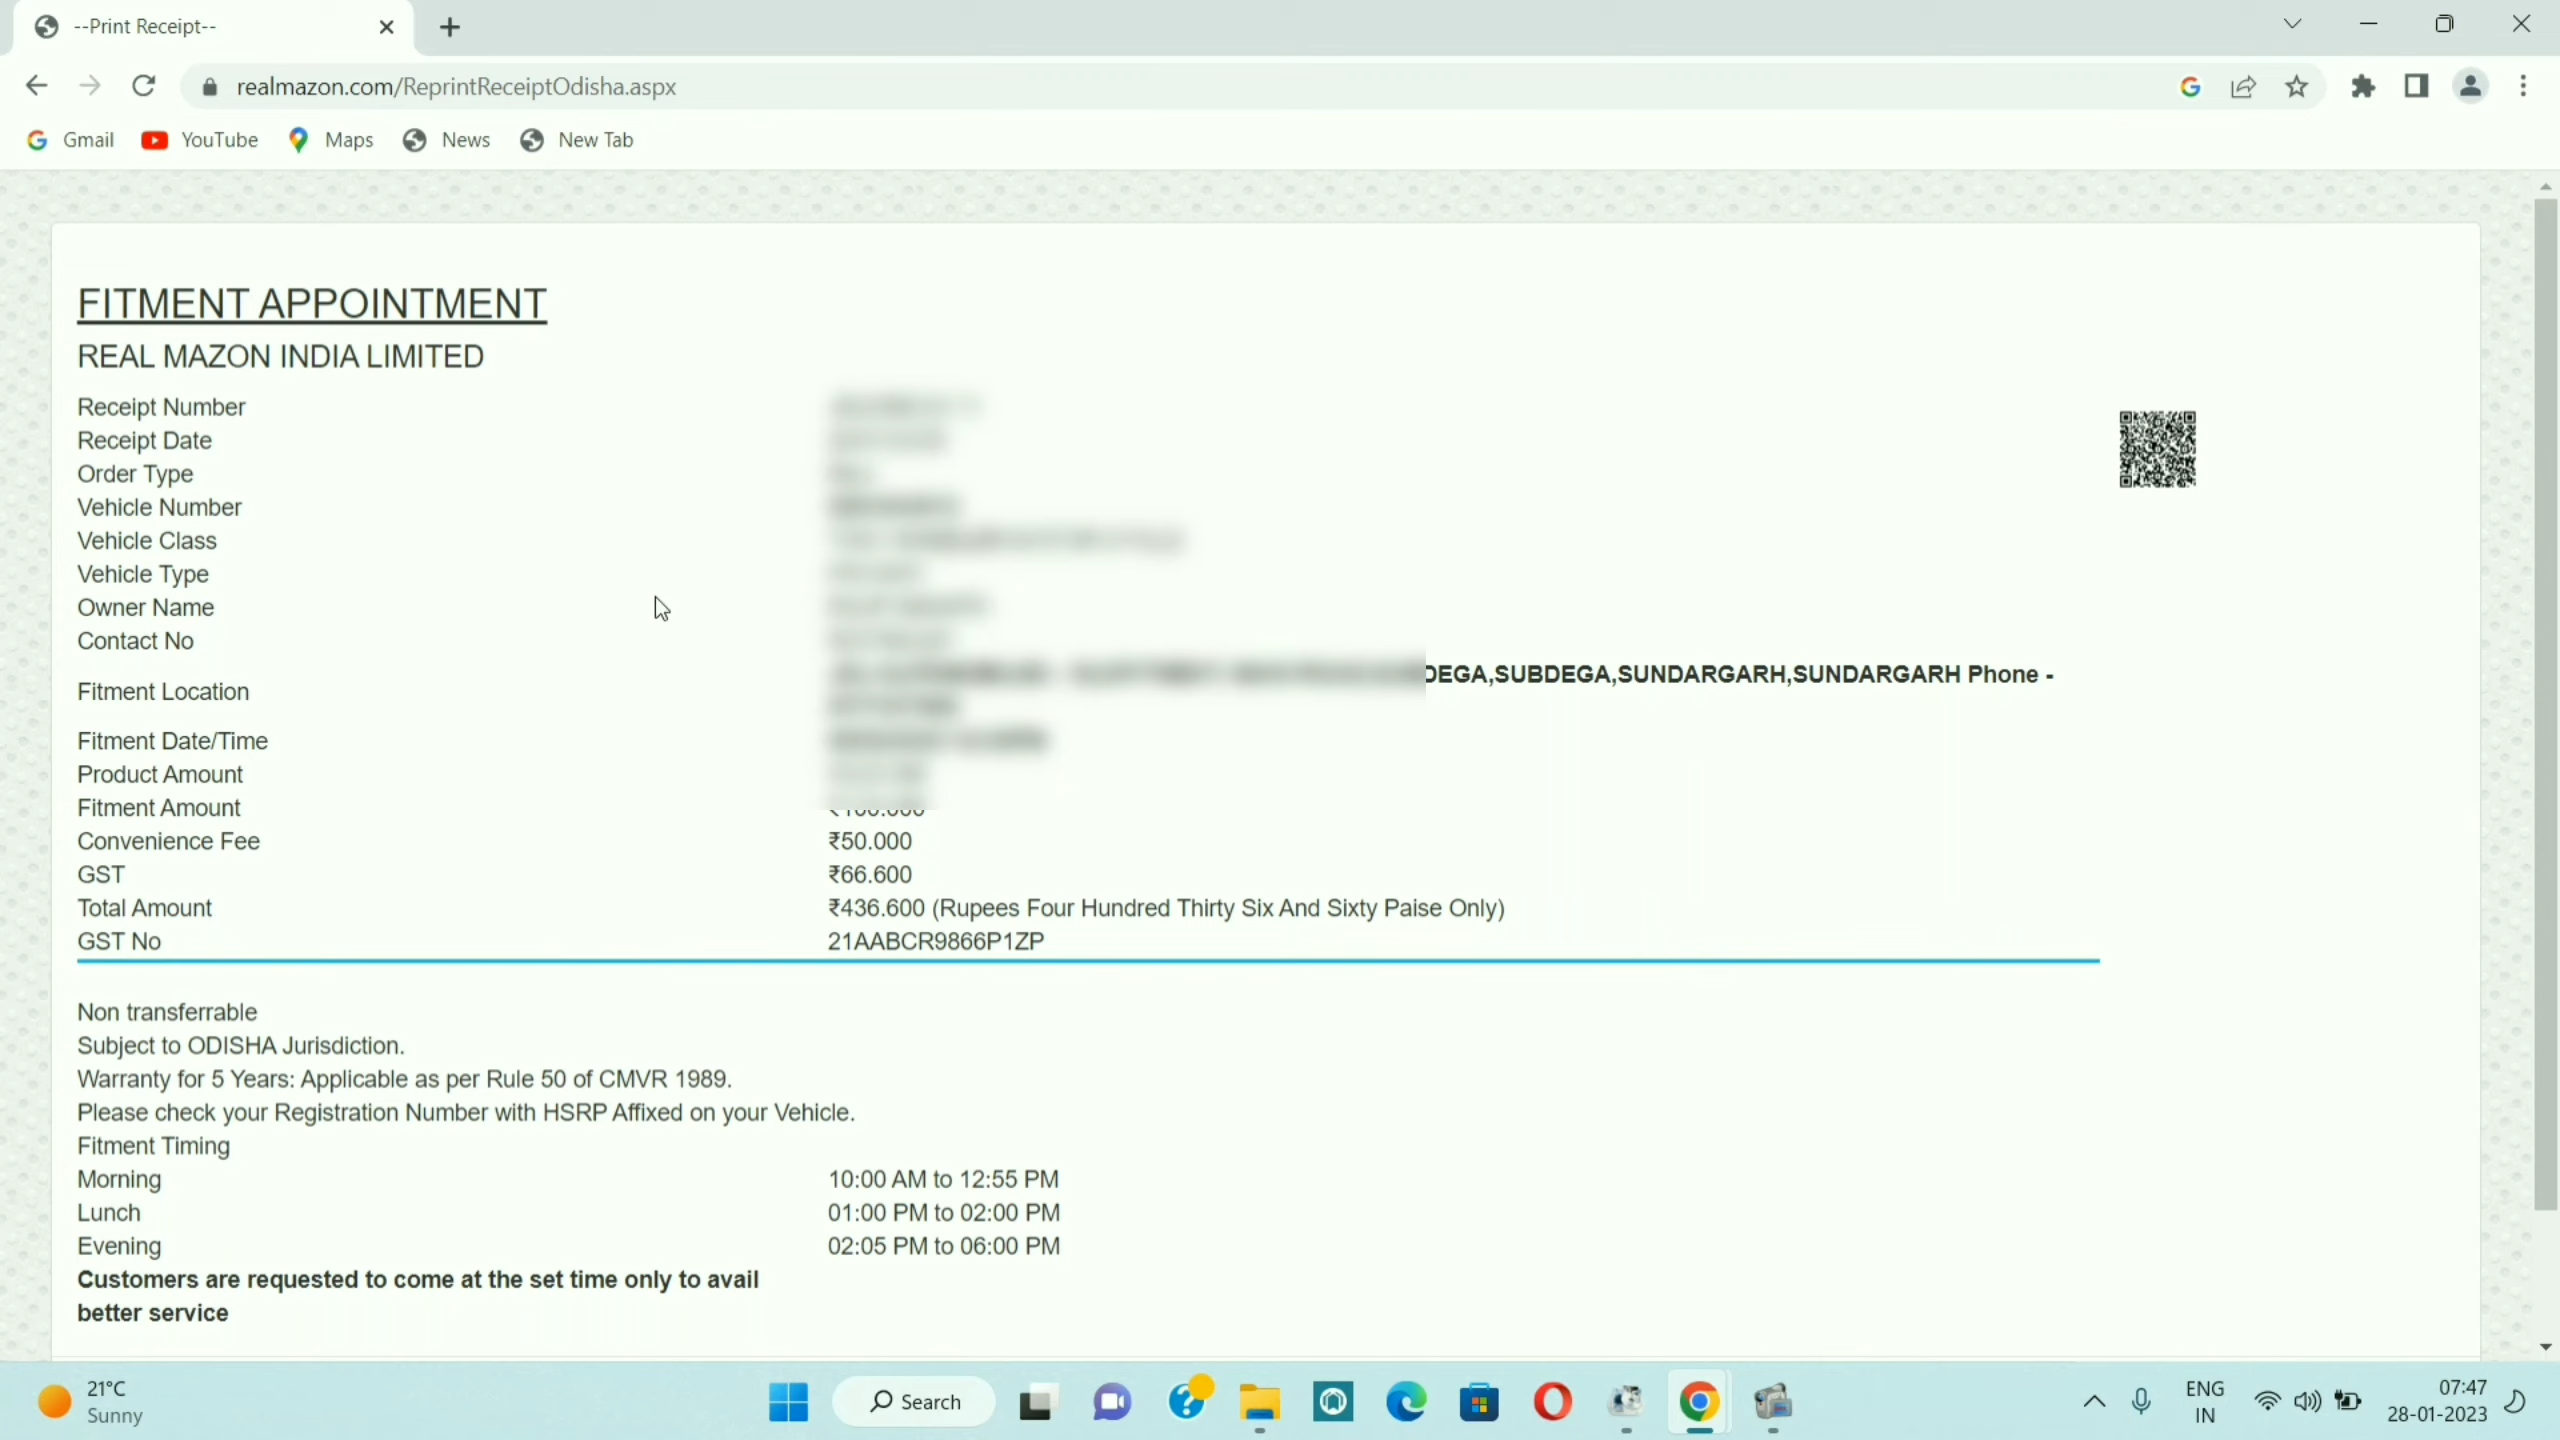 --Print Receipt--
realmazon.com/ReprintReceiptOdisha.aspx
Gmail YouTube Maps News New Tab
FITMENT APPOINTMENT
REAL MAZON INDIA LIMITED
Receipt Number
Receipt Date
Order Type
Vehicle Number
Vehicle Class
Vehicle Type
Owner Name
Contact No
Fitment Location DEGA,SUBDEGA,SUNDARGARH,SUNDARGARH Phone -
Fitment Date/Time
Product Amount
Fitment Amount
Convenience Fee ₹50.000
GST ₹66.600
Total Amount ₹436.600 (Rupees Four Hundred Thirty Six And Sixty Paise Only)
GST No 21AABCR9866P1ZP
Non transferrable
Subject to ODISHA Jurisdiction.
Warranty for 5 Years: Applicable as per Rule 50 of CMVR 1989.
Please check your Registration Number with HSRP Affixed on your Vehicle.
Fitment Timing
Morning 10:00 AM to 12:55 PM
Lunch 01:00 PM to 02:00 PM
Evening 02:05 PM to 06:00 PM
Customers are requested to come at the set time only to avail
better service
21°C
Sunny
Search
ENG
IN
07:47
28-01-2023